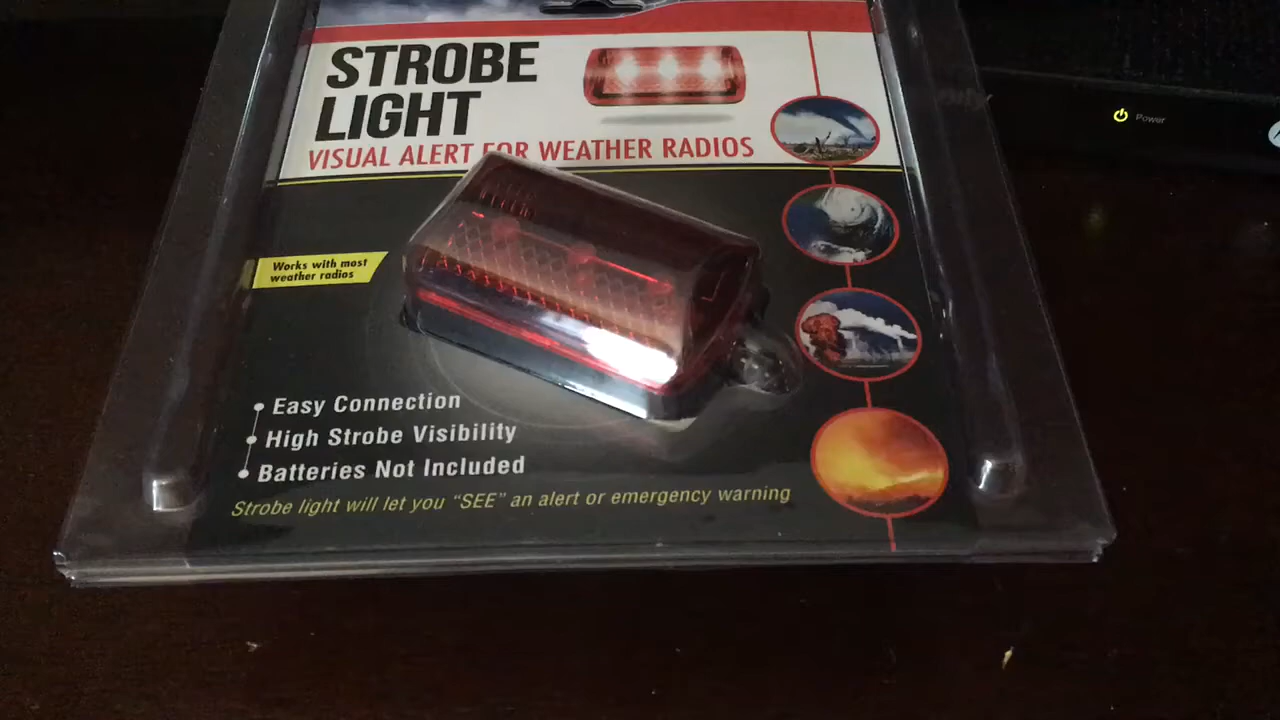 STROBE
LIGHT
VISUAL ALERT FOR WEATHER RADIOS
Power
Works with most
weather radios
Easy Connection
High Strobe Visibility
Batteries Not Included
Strobe light will let you “SEE” an alert or emergency warning